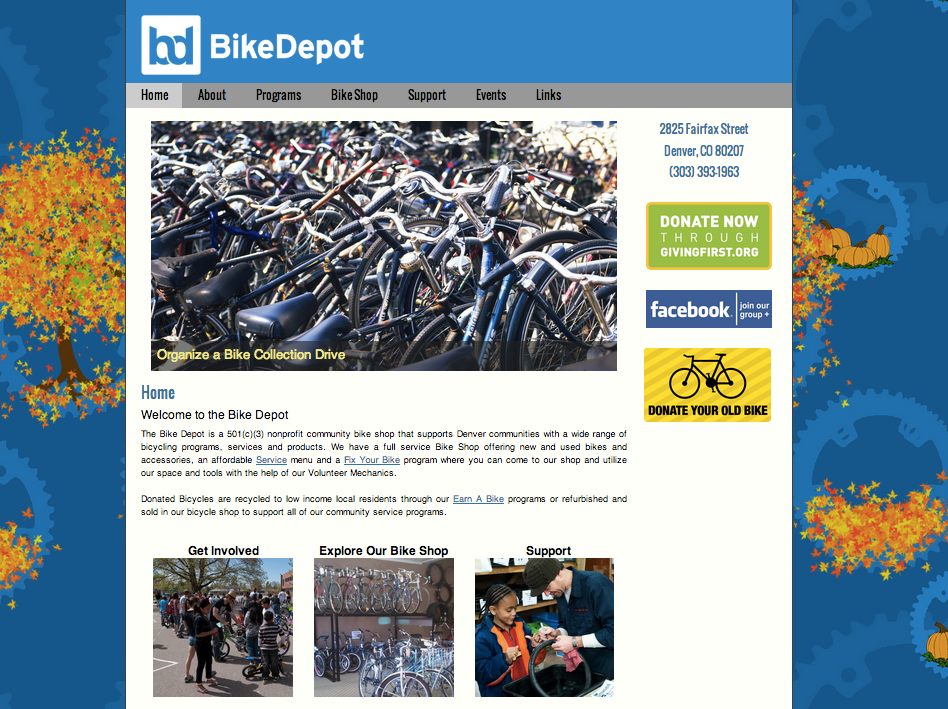 bd BikeDepot
Home About Programs Bike Shop Support Events Links
Organize a Bike Collection Drive
Home
Welcome to the Bike Depot
The Bike Depot is a 501(c)(3) nonprofit community bike shop that supports Denver communities with a wide range of
bicycling programs, services and products. We have a full service Bike Shop offering new and used bikes and
accessories, an affordable Service menu and a Fix Your Bike program where you can come to our shop and utilize
our space and tools with the help of our Volunteer Mechanics.
Donated Bicycles are recycled to low income local residents through our Earn A Bike programs or refurbished and
sold in our bicycle shop to support all of our community service programs.
Get Involved
Explore Our Bike Shop
Support
2825 Fairfax Street
Denver, CO 80207
(303) 393-1963
DONATE NOW
THROUGH
GIVINGFIRST.ORG
facebook. join our
group +
DONATE YOUR OLD BIKE